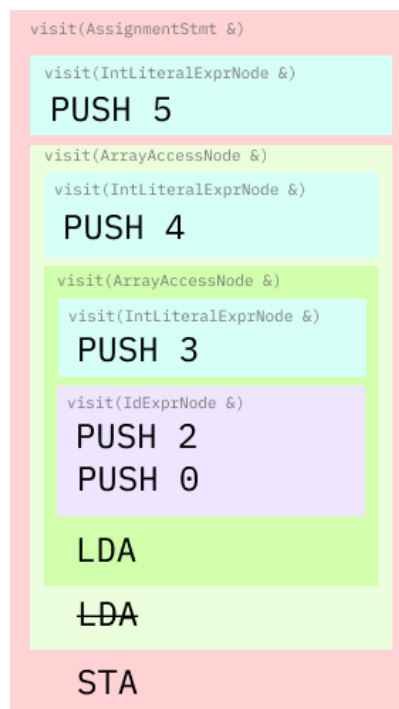 visit(AssignmentStmt &)
visit(IntLiteralExprNode &)
PUSH 5
visit(ArrayAccessNode &)
visit(IntLiteralExprNode &)
PUSH 4
visit(ArrayAccessNode &)
visit(IntLiteralExprNode &)
PUSH 3
visit(IdExprNode &)
PUSH 2
PUSH 0
LDA
LDA
STA